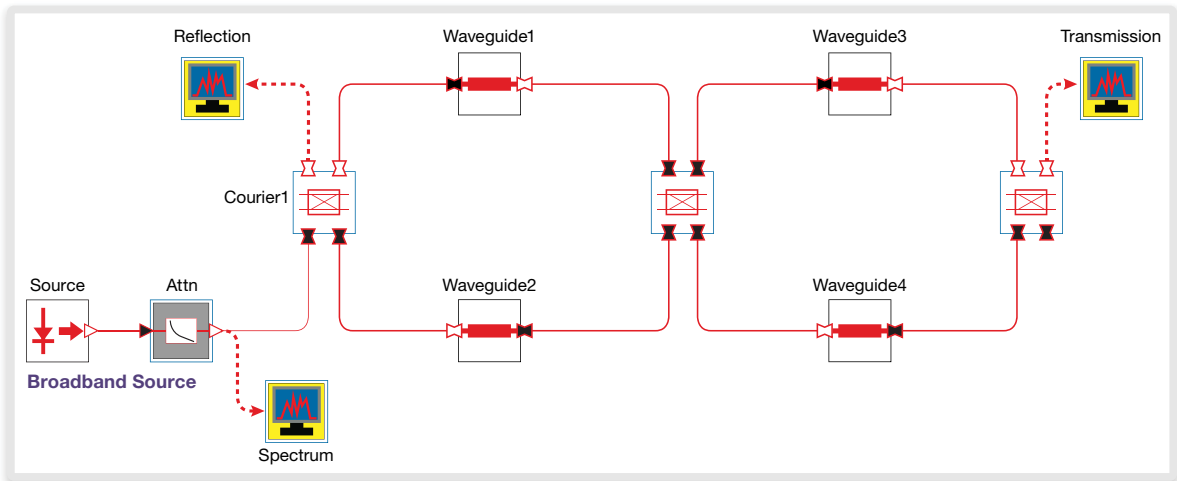 Reflection
Waveguide1
Waveguide3
Transmission
Courier1
Source
Attn
Waveguide2
Waveguide4
Broadband Source
Spectrum